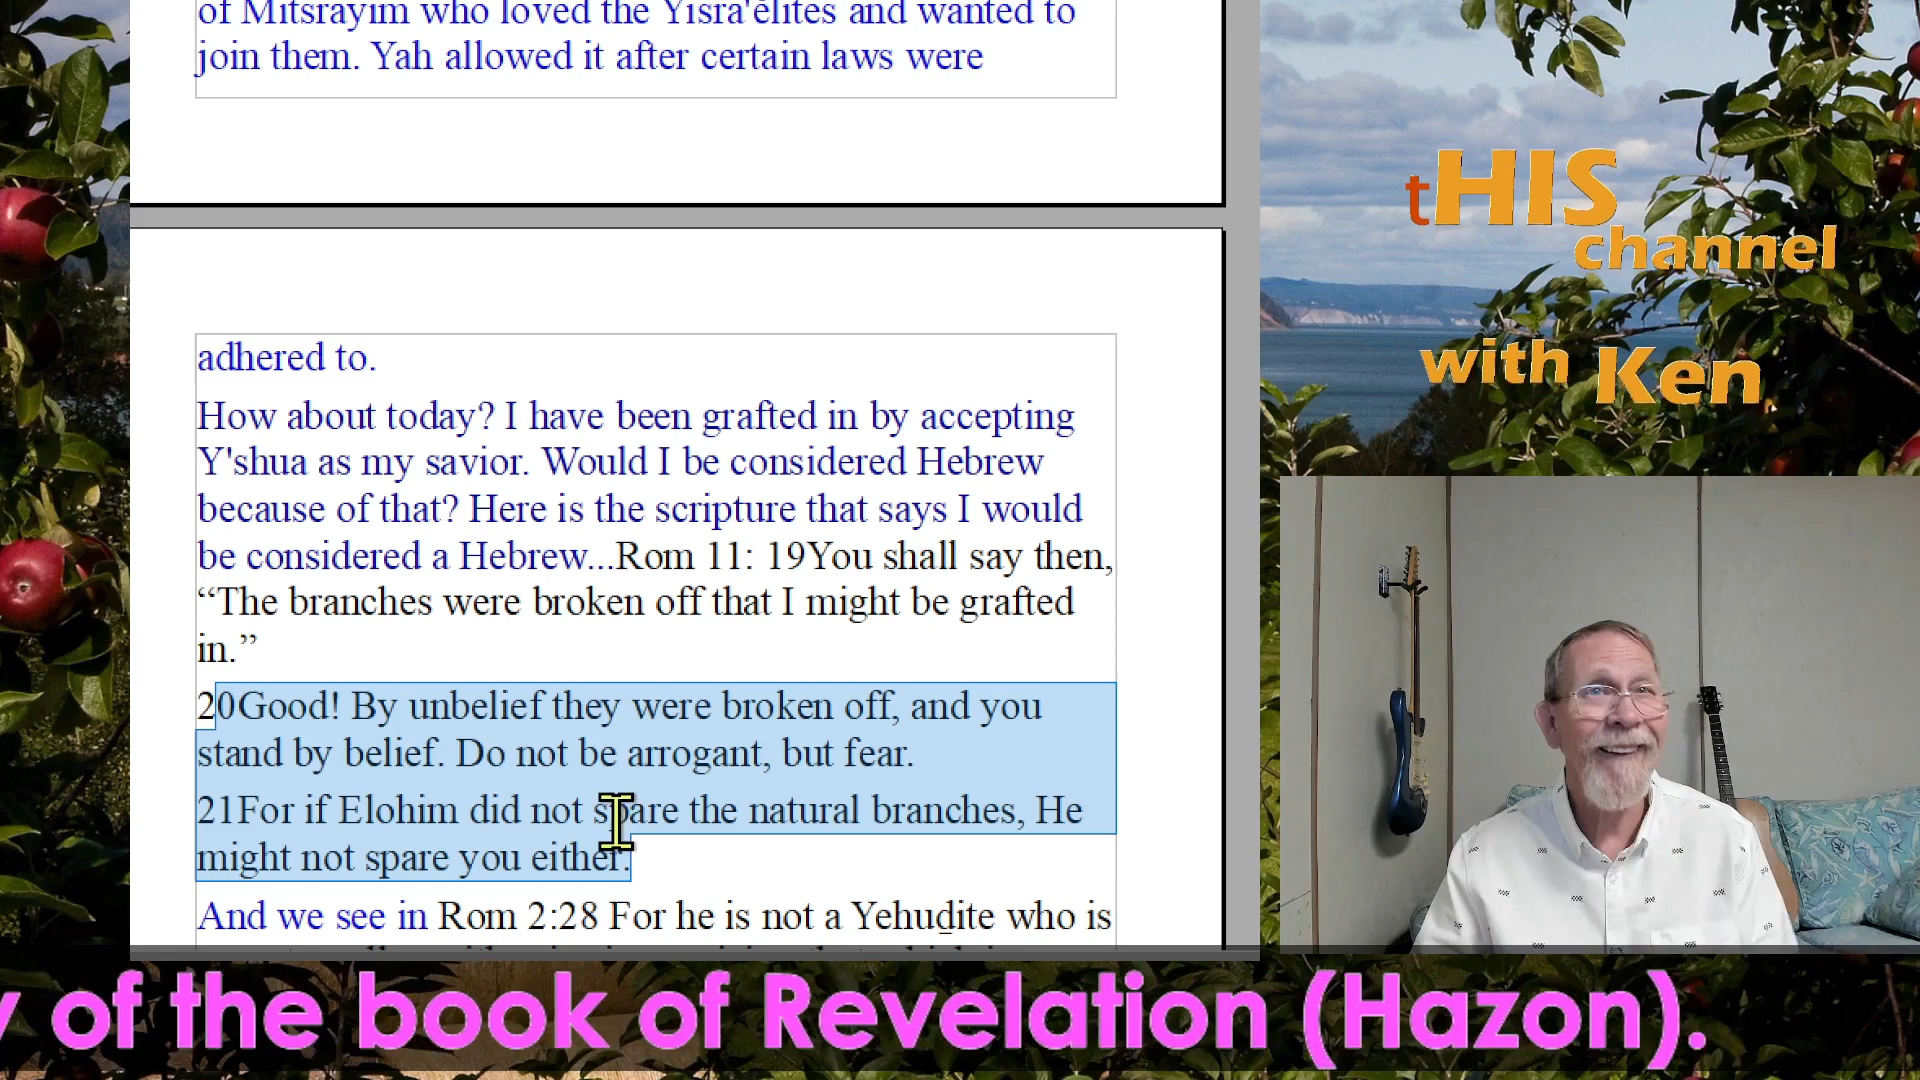 of Mitsrayim who loved the Yisra'ĕlites and wanted to
join them. Yah allowed it after certain laws were
adhered to.
How about today? I have been grafted in by accepting
Y'shua as my savior. Would I be considered Hebrew
because of that? Here is the scripture that says I would
be considered a Hebrew...Rom 11: 19You shall say then,
“The branches were broken off that I might be grafted
in.”
20Good! By unbelief they were broken off, and you
stand by belief. Do not be arrogant, but fear.
21For if Elohim did not spare the natural branches, He
might not spare you either.
And we see in Rom 2:28 For he is not a Yehuḏite who is
tHIS
channel
with Ken
of the book of Revelation (Hazon).